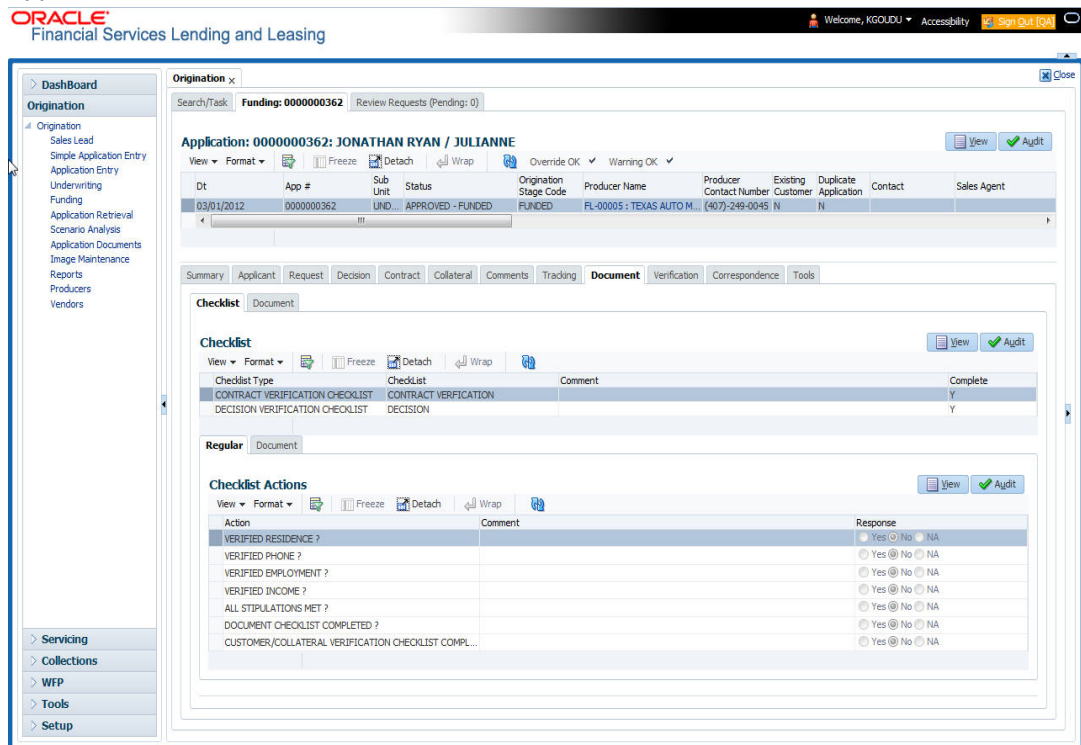 ORACLE
Financial Services Lending and Leasing
Welcome, KGOUDU Accessibility Sign Out [QA]
Close
DashBoard
Origination
Origination
Sales Lead
Simple Application Entry
Application Entry
Underwriting
Funding
Application Retrieval
Scenario Analysis
Application Documents
Image Maintenance
Reports
Producers
Vendors
Servicing
Collections
WFP
Tools
Setup
Origination x
Search/Task Funding: 0000000362 Review Requests (Pending: 0)
Application: 0000000362: JONATHAN RYAN / JULIANNE
View Audit
View Format Freeze Detach Wrap Override OK Warning OK
Dt App # Sub Unit Status Origination Stage Code Producer Name Producer Contact Number Existing Customer Duplicate Application Contact Sales Agent
03/01/2012 0000000362 UND... APPROVED - FUNDED FUNDED FL-00005 : TEXAS AUTO M... (407)-249-0045 N N
Summary Applicant Request Decision Contract Collateral Comments Tracking Document Verification Correspondence Tools
Checklist Document
Checklist
View Audit
View Format Freeze Detach Wrap
Checklist Type CheckList Comment Complete
CONTRACT VERIFICATION CHECKLIST CONTRACT VERFICATION Y
DECISION VERIFICATION CHECKLIST DECISION Y
Regular Document
Checklist Actions
View Audit
View Format Freeze Detach Wrap
Action Comment Response
VERIFIED RESIDENCE ? Yes No NA
VERIFIED PHONE ? Yes No NA
VERIFIED EMPLOYMENT ? Yes No NA
VERIFIED INCOME ? Yes No NA
ALL STIPULATIONS MET ? Yes No NA
DOCUMENT CHECKLIST COMPLETED ? Yes No NA
CUSTOMER/COLLATERAL VERIFICATION CHECKLIST COMPL... Yes No NA